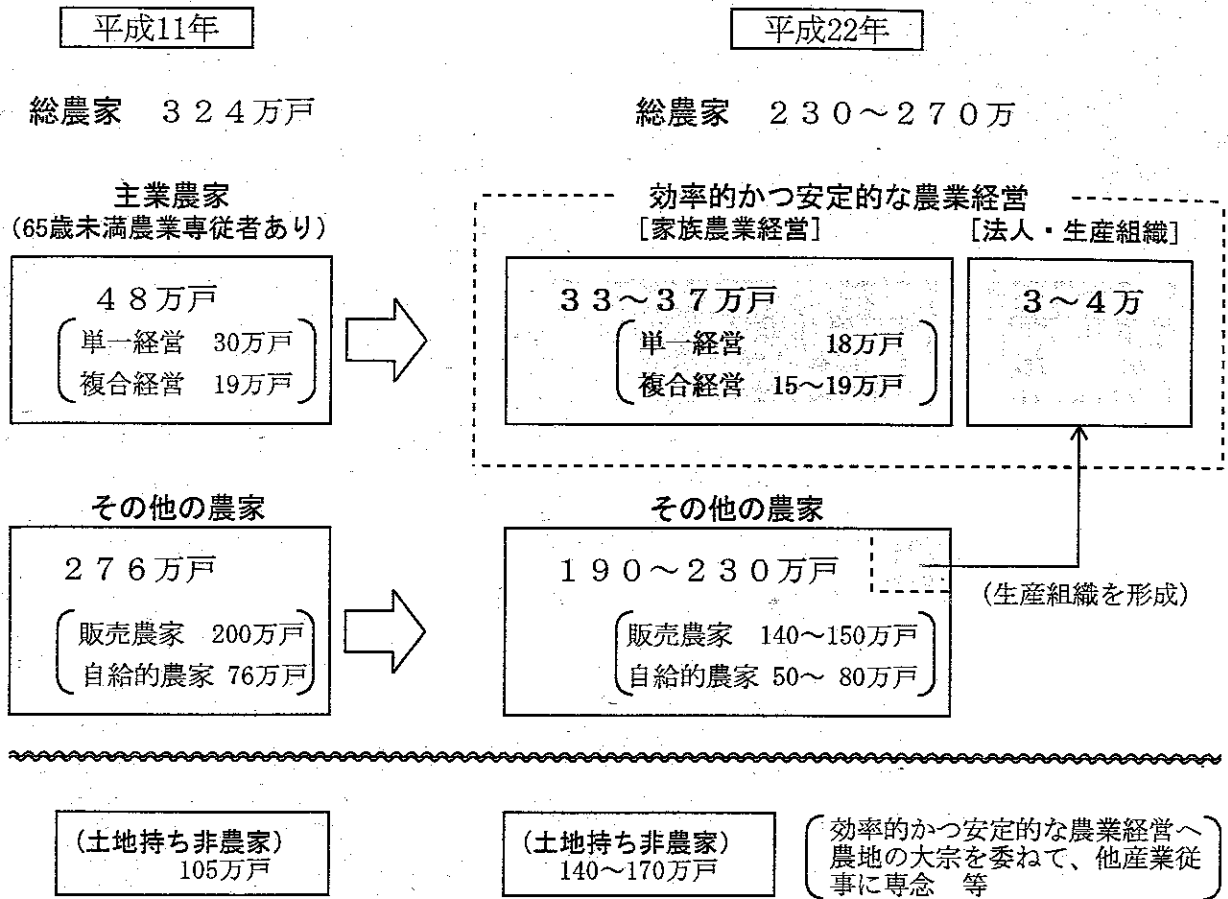 平成11年
平成22年
総農家 324万戸
総農家 230～270万
主業農家
(65歳未満農業専従者あり)
48万戸
単一経営 30万戸
複合経営 19万戸
効率的かつ安定的な農業経営
[家族農業経営]
[法人・生産組織]
33～37万戸
単一経営 18万戸
複合経営 15～19万戸
3～4万
その他の農家
276万戸
販売農家 200万戸
自給的農家 76万戸
その他の農家
190～230万戸
販売農家 140～150万戸
自給的農家 50～ 80万戸
(生産組織を形成)
(土地持ち非農家)
105万戸
(土地持ち非農家)
140～170万戸
効率的かつ安定的な農業経営へ
農地の大宗を委ねて、他産業従
事に専念 等